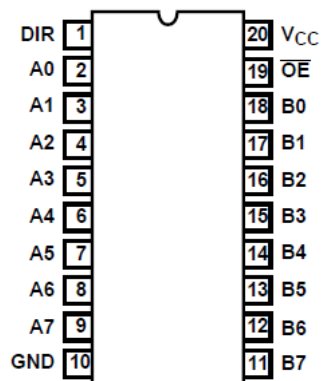 DIR 1 20 V_CC
A0 2 19 O̅E̅
A1 3 18 B0
A2 4 17 B1
A3 5 16 B2
A4 6 15 B3
A5 7 14 B4
A6 8 13 B5
A7 9 12 B6
GND 10 11 B7